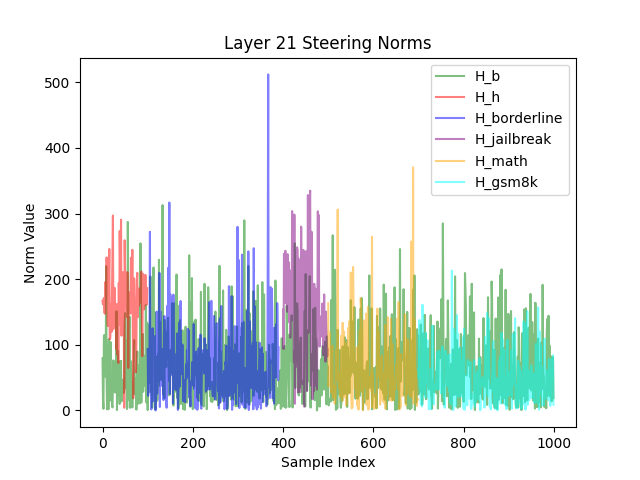 Layer 21 Steering Norms
H_b
H_h
H_borderline
H_jailbreak
H_math
H_gsm8k
Norm Value
500
400
300
200
100
0
0 200 400 600 800 1000
Sample Index